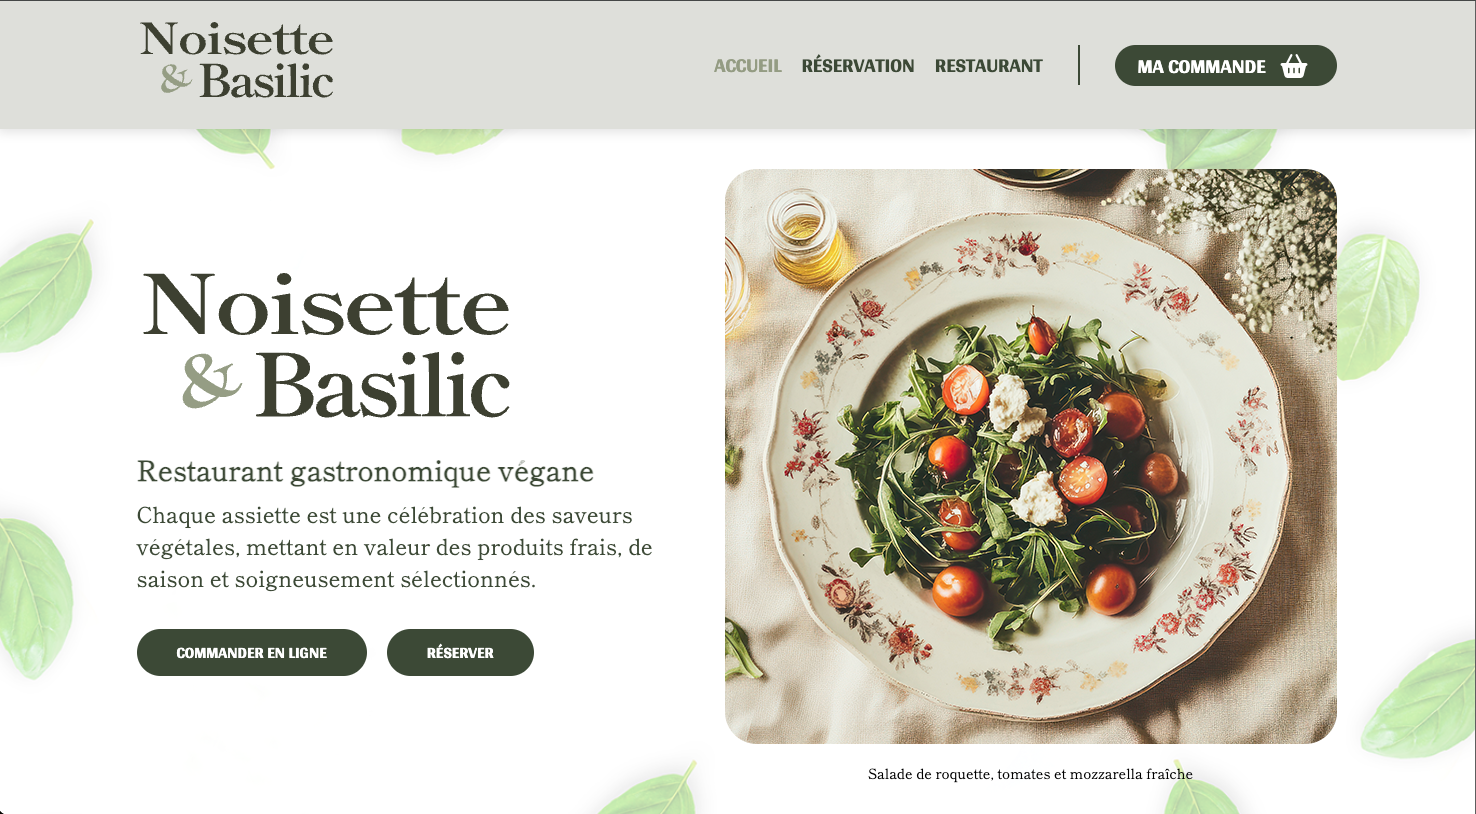 Noisette
& Basilic
ACCUEIL RÉSERVATION RESTAURANT MA COMMANDE
Noisette
& Basilic
Restaurant gastronomique végane
Chaque assiette est une célébration des saveurs
végétales, mettant en valeur des produits frais, de
saison et soigneusement sélectionnés.
COMMANDER EN LIGNE RÉSERVER
Salade de roquette, tomates et mozzarella fraîche